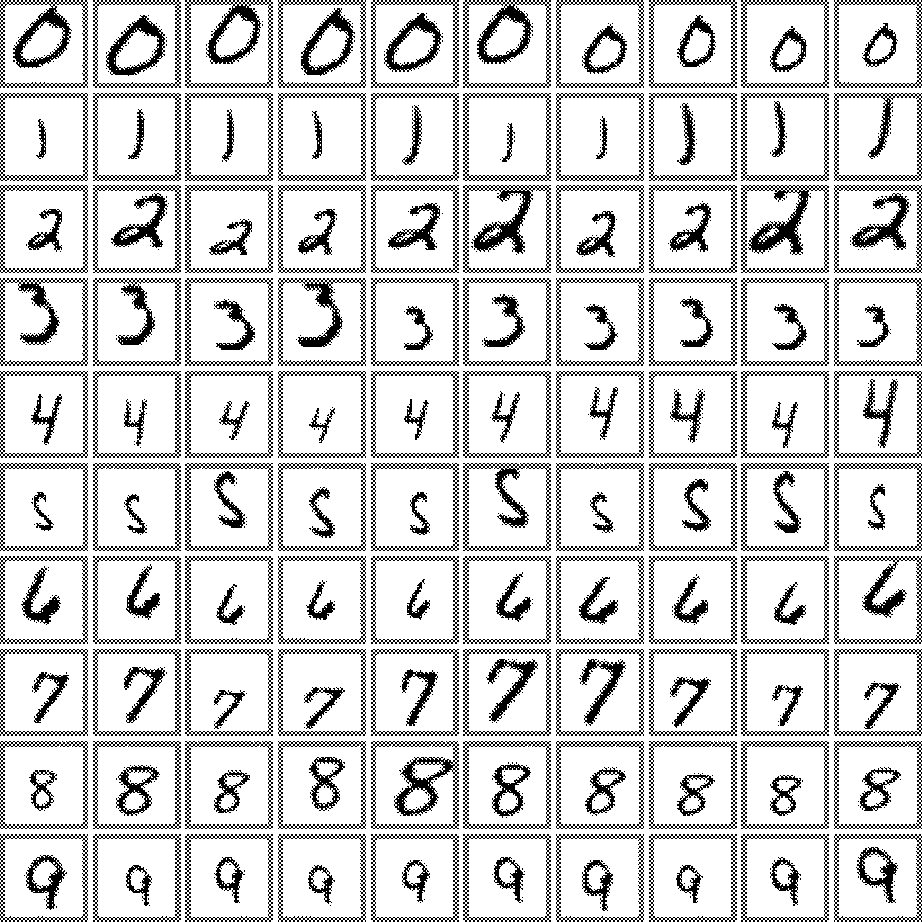 0 0 0 0 0 0 0 0 0 0
1 1 1 1 1 1 1 1 1 1
2 2 2 2 2 2 2 2 2 2
3 3 3 3 3 3 3 3 3 3
4 4 4 4 4 4 4 4 4 4
5 5 5 5 5 5 5 5 5 5
6 6 6 6 6 6 6 6 6 6
7 7 7 7 7 7 7 7 7 7
8 8 8 8 8 8 8 8 8 8
9 9 9 9 9 9 9 9 9 9